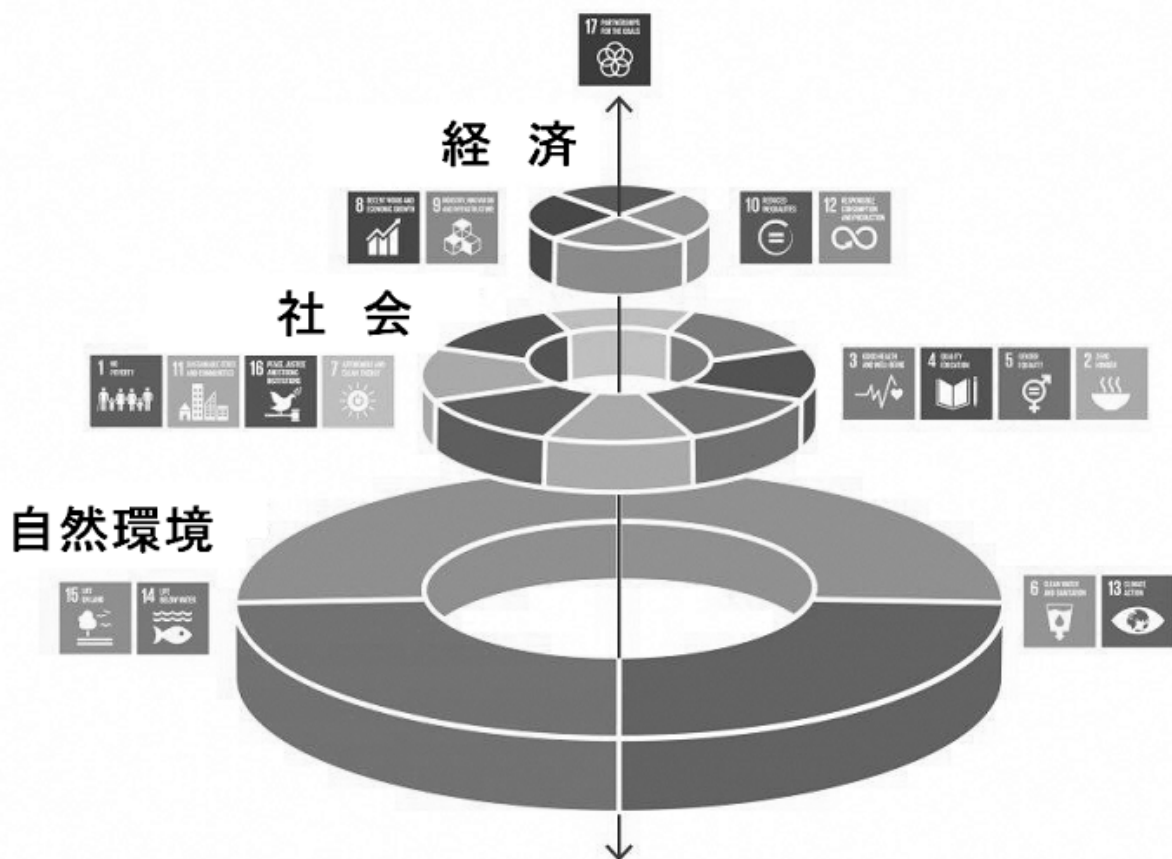 17 PARTNERSHIPS
FOR THE GOALS
経 済
8 DECENT WORK AND
ECONOMIC GROWTH
9 INDUSTRY, INNOVATION
AND INFRASTRUCTURE
10 REDUCED
INEQUALITIES
12 RESPONSIBLE
CONSUMPTION
AND PRODUCTION
社 会
1 NO
POVERTY
11 SUSTAINABLE CITIES
AND COMMUNITIES
16 PEACE, JUSTICE
AND STRONG
INSTITUTIONS
7 AFFORDABLE AND
CLEAN ENERGY
3 GOOD HEALTH
AND WELL-BEING
4 QUALITY
EDUCATION
5 GENDER
EQUALITY
2 ZERO
HUNGER
自然環境
15 LIFE
ON LAND
14 LIFE
BELOW WATER
6 CLEAN WATER
AND SANITATION
13 CLIMATE
ACTION